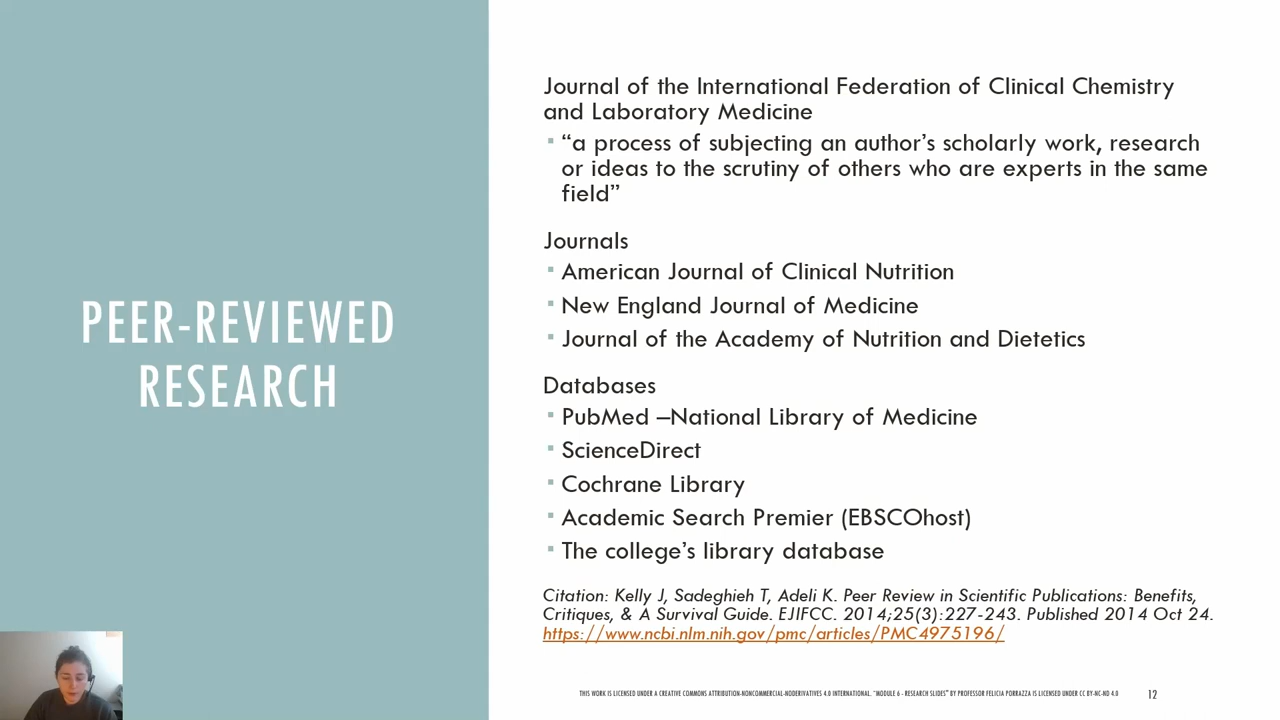 PEER-REVIEWED
RESEARCH
Journal of the International Federation of Clinical Chemistry
and Laboratory Medicine
▪ “a process of subjecting an author’s scholarly work, research
or ideas to the scrutiny of others who are experts in the same
field”
Journals
▪ American Journal of Clinical Nutrition
▪ New England Journal of Medicine
▪ Journal of the Academy of Nutrition and Dietetics
Databases
▪ PubMed –National Library of Medicine
▪ ScienceDirect
▪ Cochrane Library
▪ Academic Search Premier (EBSCOhost)
▪ The college’s library database
Citation: Kelly J, Sadeghieh T, Adeli K. Peer Review in Scientific Publications: Benefits,
Critiques, & A Survival Guide. EJIFCC. 2014;25(3):227-243. Published 2014 Oct 24.
https://www.ncbi.nlm.nih.gov/pmc/articles/PMC4975196/
THIS WORK IS LICENSED UNDER A CREATIVE COMMONS ATTRIBUTION-NONCOMMERCIAL-NODERIVATIVES 4.0 INTERNATIONAL. "MODULE 6 - RESEARCH SLIDES" BY PROFESSOR FELICIA PORRAZZA IS LICENSED UNDER CC BY-NC-ND 4.0
12